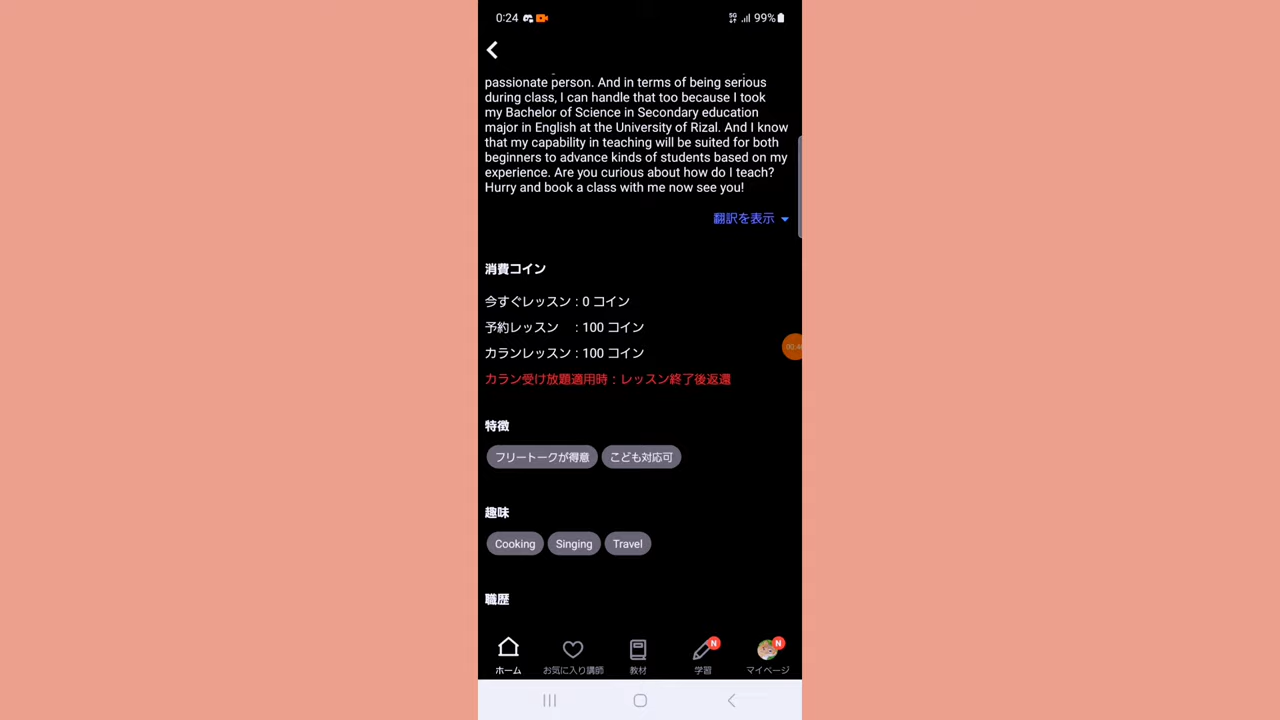 0:24
5G
99%
passionate person. And in terms of being serious
during class, I can handle that too because I took
my Bachelor of Science in Secondary education
major in English at the University of Rizal. And I know
that my capability in teaching will be suited for both
beginners to advance kinds of students based on my
experience. Are you curious about how do I teach?
Hurry and book a class with me now see you!
翻訳を表示
消費コイン
今すぐレッスン : 0 コイン
予約レッスン : 100 コイン
カランレッスン : 100 コイン
カラン受け放題適用時 : レッスン終了後返還
特徴
フリートークが得意 こども対応可
趣味
Cooking Singing Travel
職歴
N N
ホーム お気に入り講師 教材 学習 マイページ